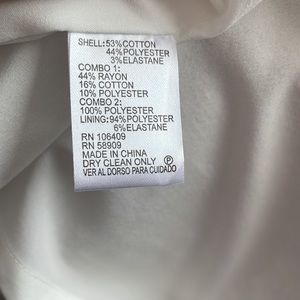 SHELL:53%COTTON
44%POLYESTER
3%ELASTANE
COMBO 1:
44% RAYON
16% COTTON
10% POLYESTER
COMBO 2:
100% POLYESTER
LINING:94%POLYESTER
6%ELASTANE
RN 106409
RN 58909
MADE IN CHINA
DRY CLEAN ONLY Ⓟ
VER AL DORSO PARA CUIDADO